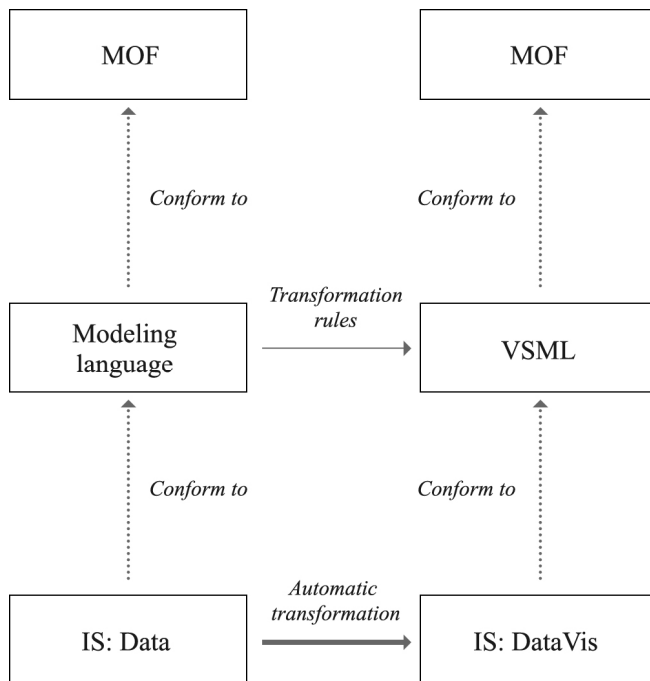 MOF
MOF
Conform to
Conform to
Transformation
rules
Modeling
language
VSML
Conform to
Conform to
Automatic
transformation
IS: Data
IS: DataVis